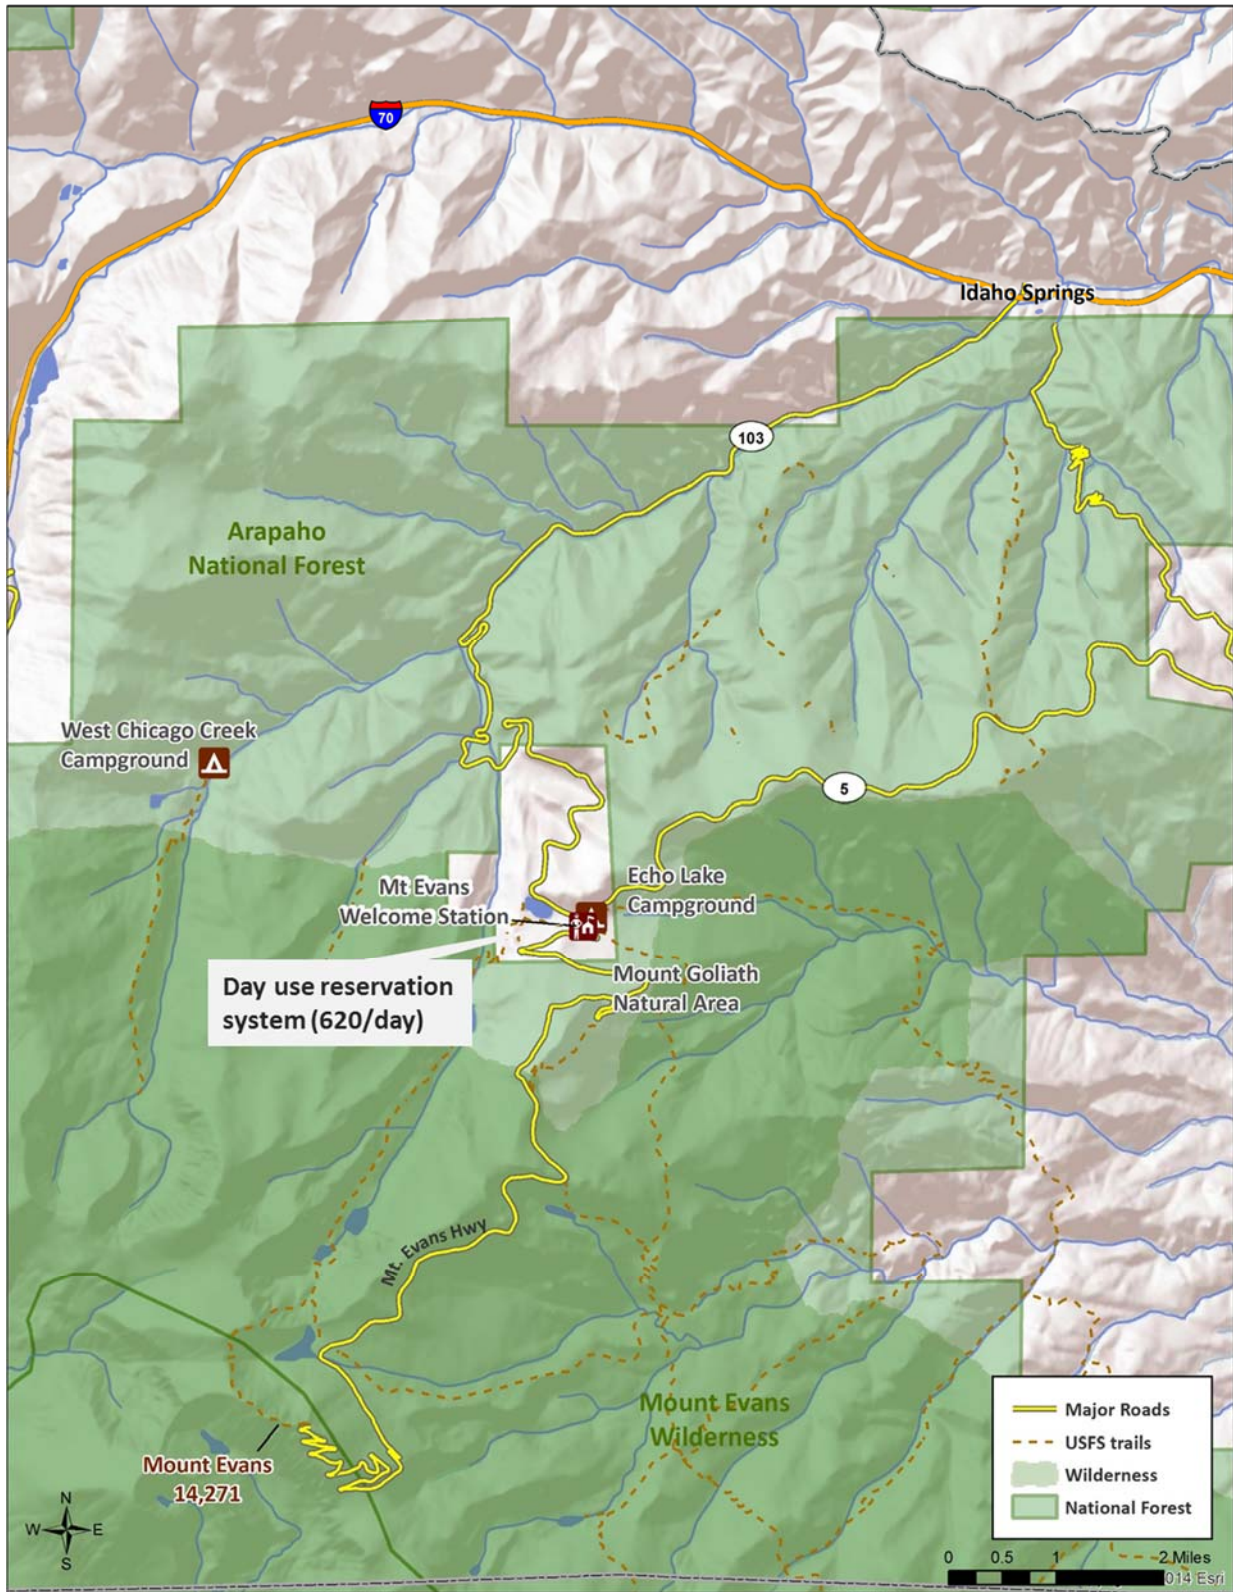 70
Idaho Springs
103
Arapaho
National Forest
West Chicago Creek
Campground
5
Mt Evans
Welcome Station
Echo Lake
Campground
Day use reservation
system (620/day)
Mount Goliath
Natural Area
Mt. Evans Hwy
Mount Evans
Wilderness
Mount Evans
14,271
N
W E
S
Major Roads
USFS trails
Wilderness
National Forest
0 0.5 1 2 Miles
014 Esri